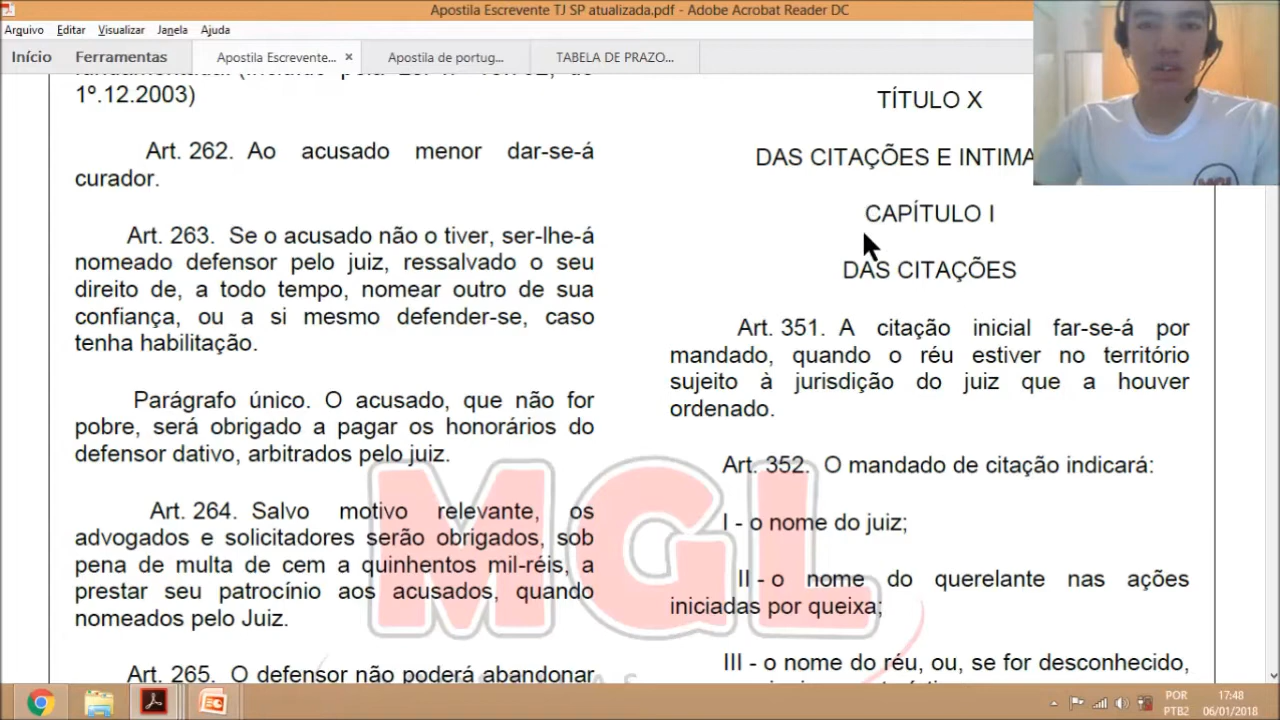 Apostila Escrevente TJ SP atualizada.pdf - Adobe Acrobat Reader DC
Arquivo Editar Visualizar Janela Ajuda
Início Ferramentas Apostila Escrevente... × Apostila de portug... TABELA DE PRAZO...
1º.12.2003)
Art. 262. Ao acusado menor dar-se-á
curador.
Art. 263. Se o acusado não o tiver, ser-lhe-á
nomeado defensor pelo juiz, ressalvado o seu
direito de, a todo tempo, nomear outro de sua
confiança, ou a si mesmo defender-se, caso
tenha habilitação.
Parágrafo único. O acusado, que não for
pobre, será obrigado a pagar os honorários do
defensor dativo, arbitrados pelo juiz.
Art. 264. Salvo motivo relevante, os
advogados e solicitadores serão obrigados, sob
pena de multa de cem a quinhentos mil-réis, a
prestar seu patrocínio aos acusados, quando
nomeados pelo Juiz.
Art. 265. O defensor não poderá abandonar
TÍTULO X
DAS CITAÇÕES E INTIMA
CAPÍTULO I
DAS CITAÇÕES
Art. 351. A citação inicial far-se-á por
mandado, quando o réu estiver no território
sujeito à jurisdição do juiz que a houver
ordenado.
Art. 352. O mandado de citação indicará:
I - o nome do juiz;
II - o nome do querelante nas ações
iniciadas por queixa;
III - o nome do réu, ou, se for desconhecido,
MGL
MGL
POR
PTB2
17:48
06/01/2018